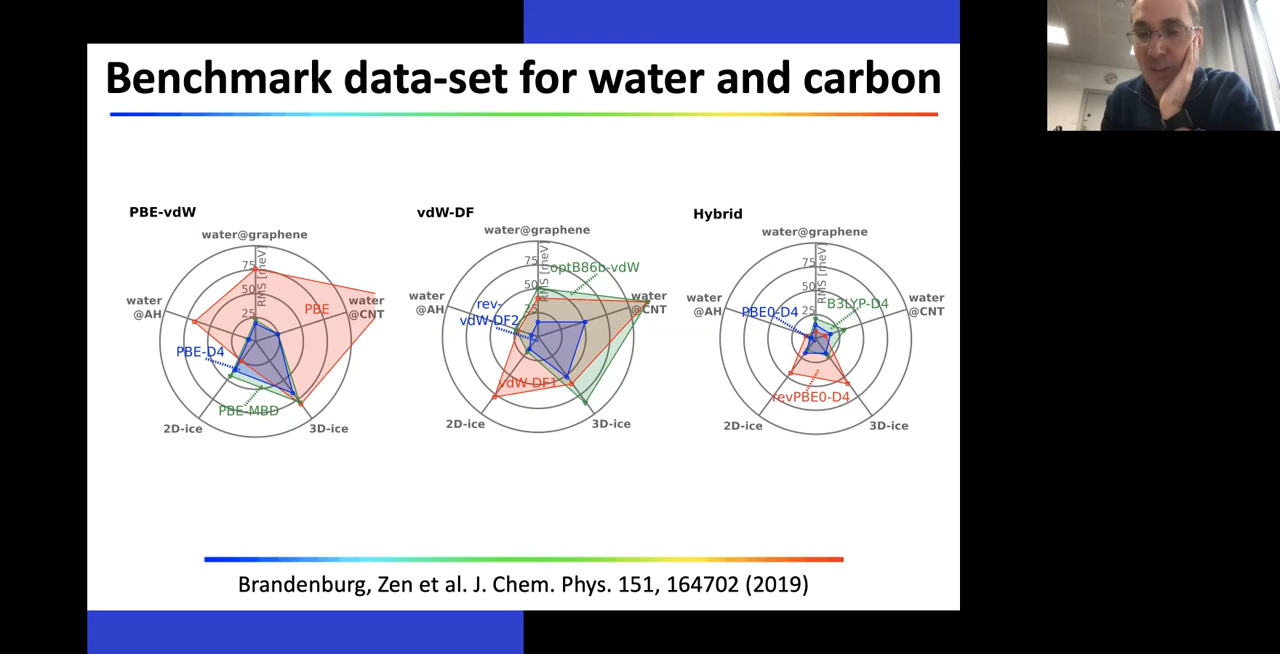 Benchmark data-set for water and carbon
PBE-vdW
water@graphene
75
50
25
RMS [meV]
water
@AH
water
@CNT
PBE
PBE-D4
PBE-MBD
2D-ice
3D-ice
vdW-DF
water@graphene
75
50
25
RMS [meV]
optB86b-vdW
water
@AH
water
@CNT
rev-
vdW-DF2
vdW-DF1
2D-ice
3D-ice
Hybrid
water@graphene
75
50
25
RMS [meV]
water
@AH
water
@CNT
PBE0-D4
B3LYP-D4
revPBE0-D4
2D-ice
3D-ice
Brandenburg, Zen et al. J. Chem. Phys. 151, 164702 (2019)